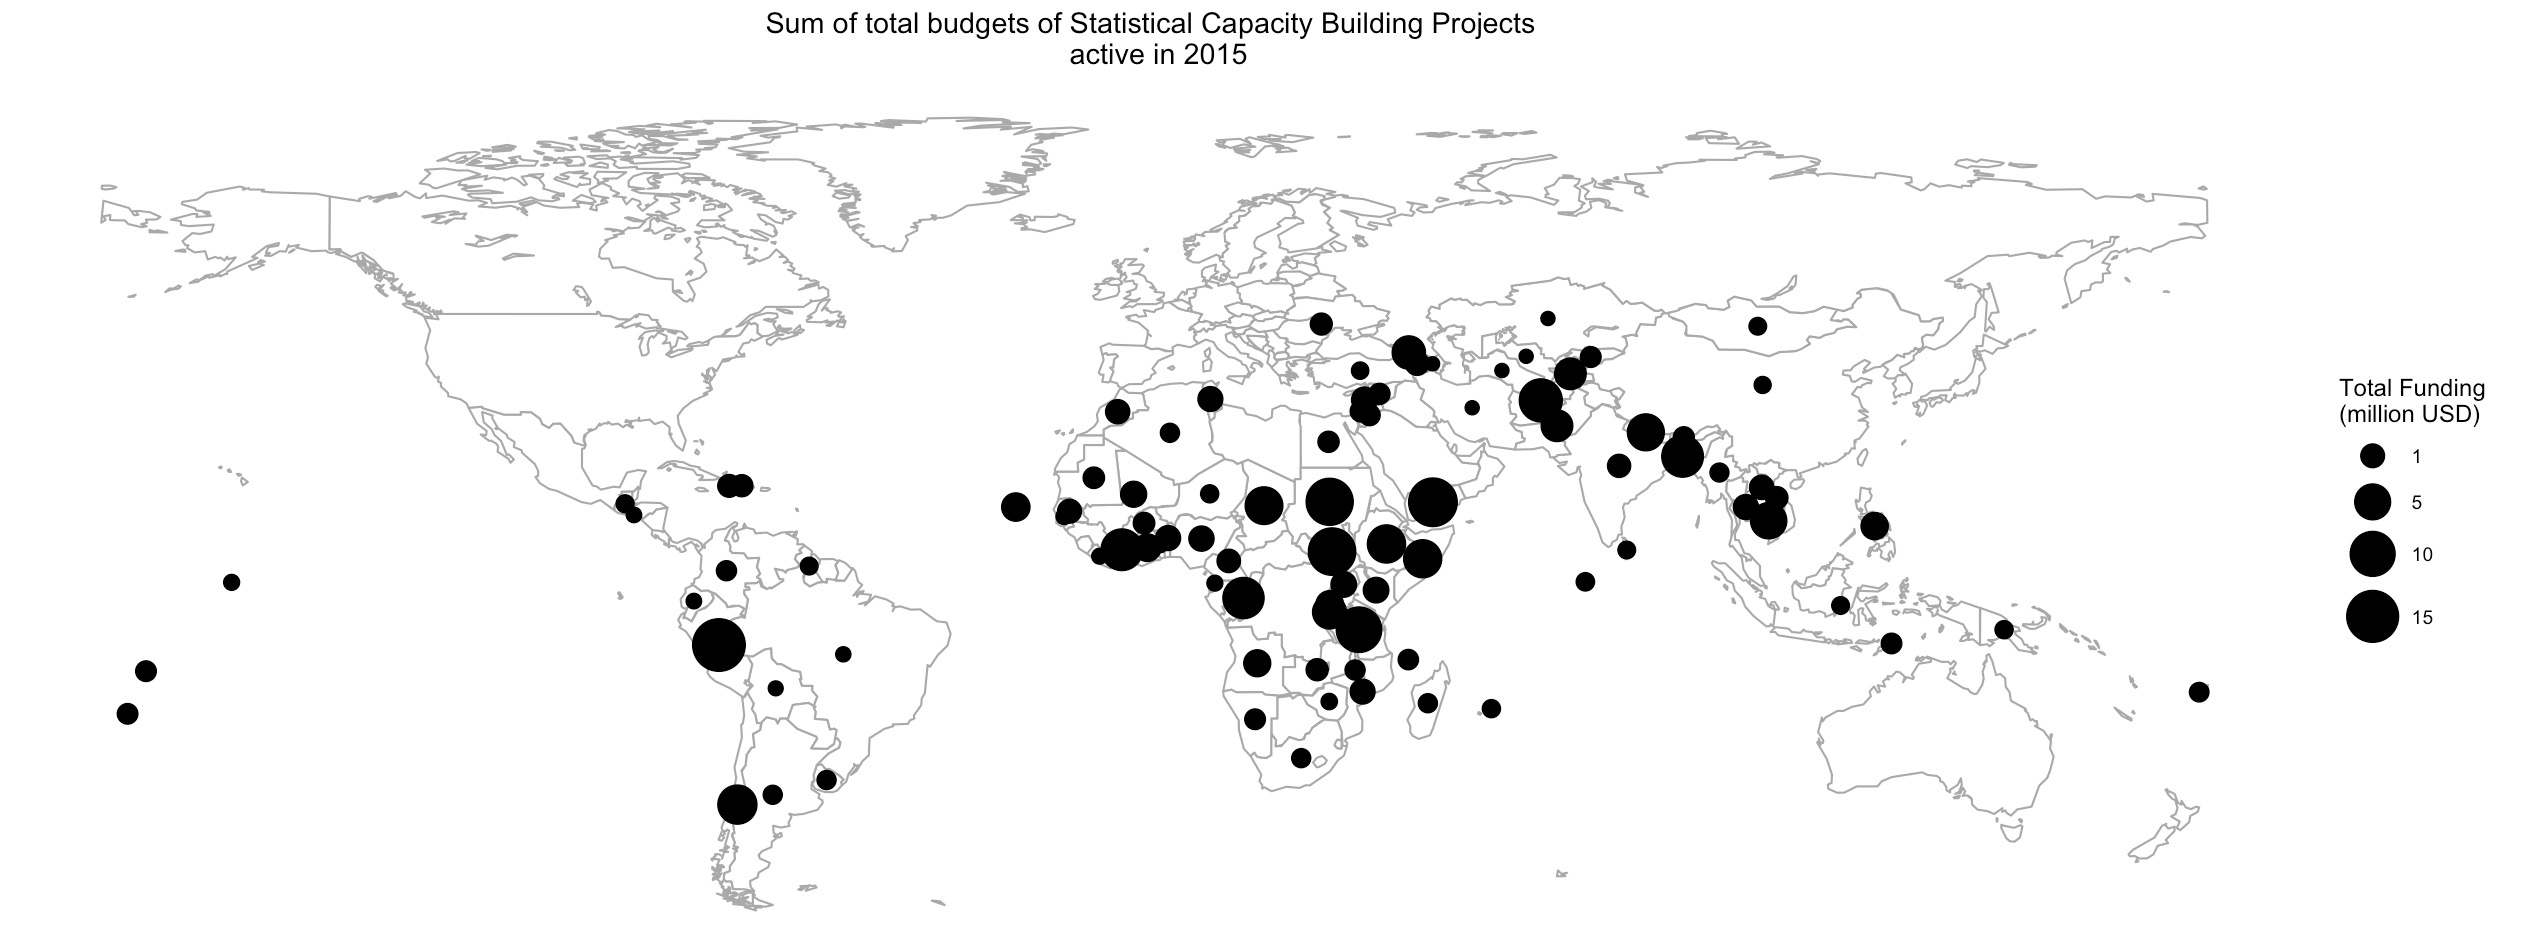 Sum of total budgets of Statistical Capacity Building Projects
active in 2015
Total Funding
(million USD)
1
5
10
15